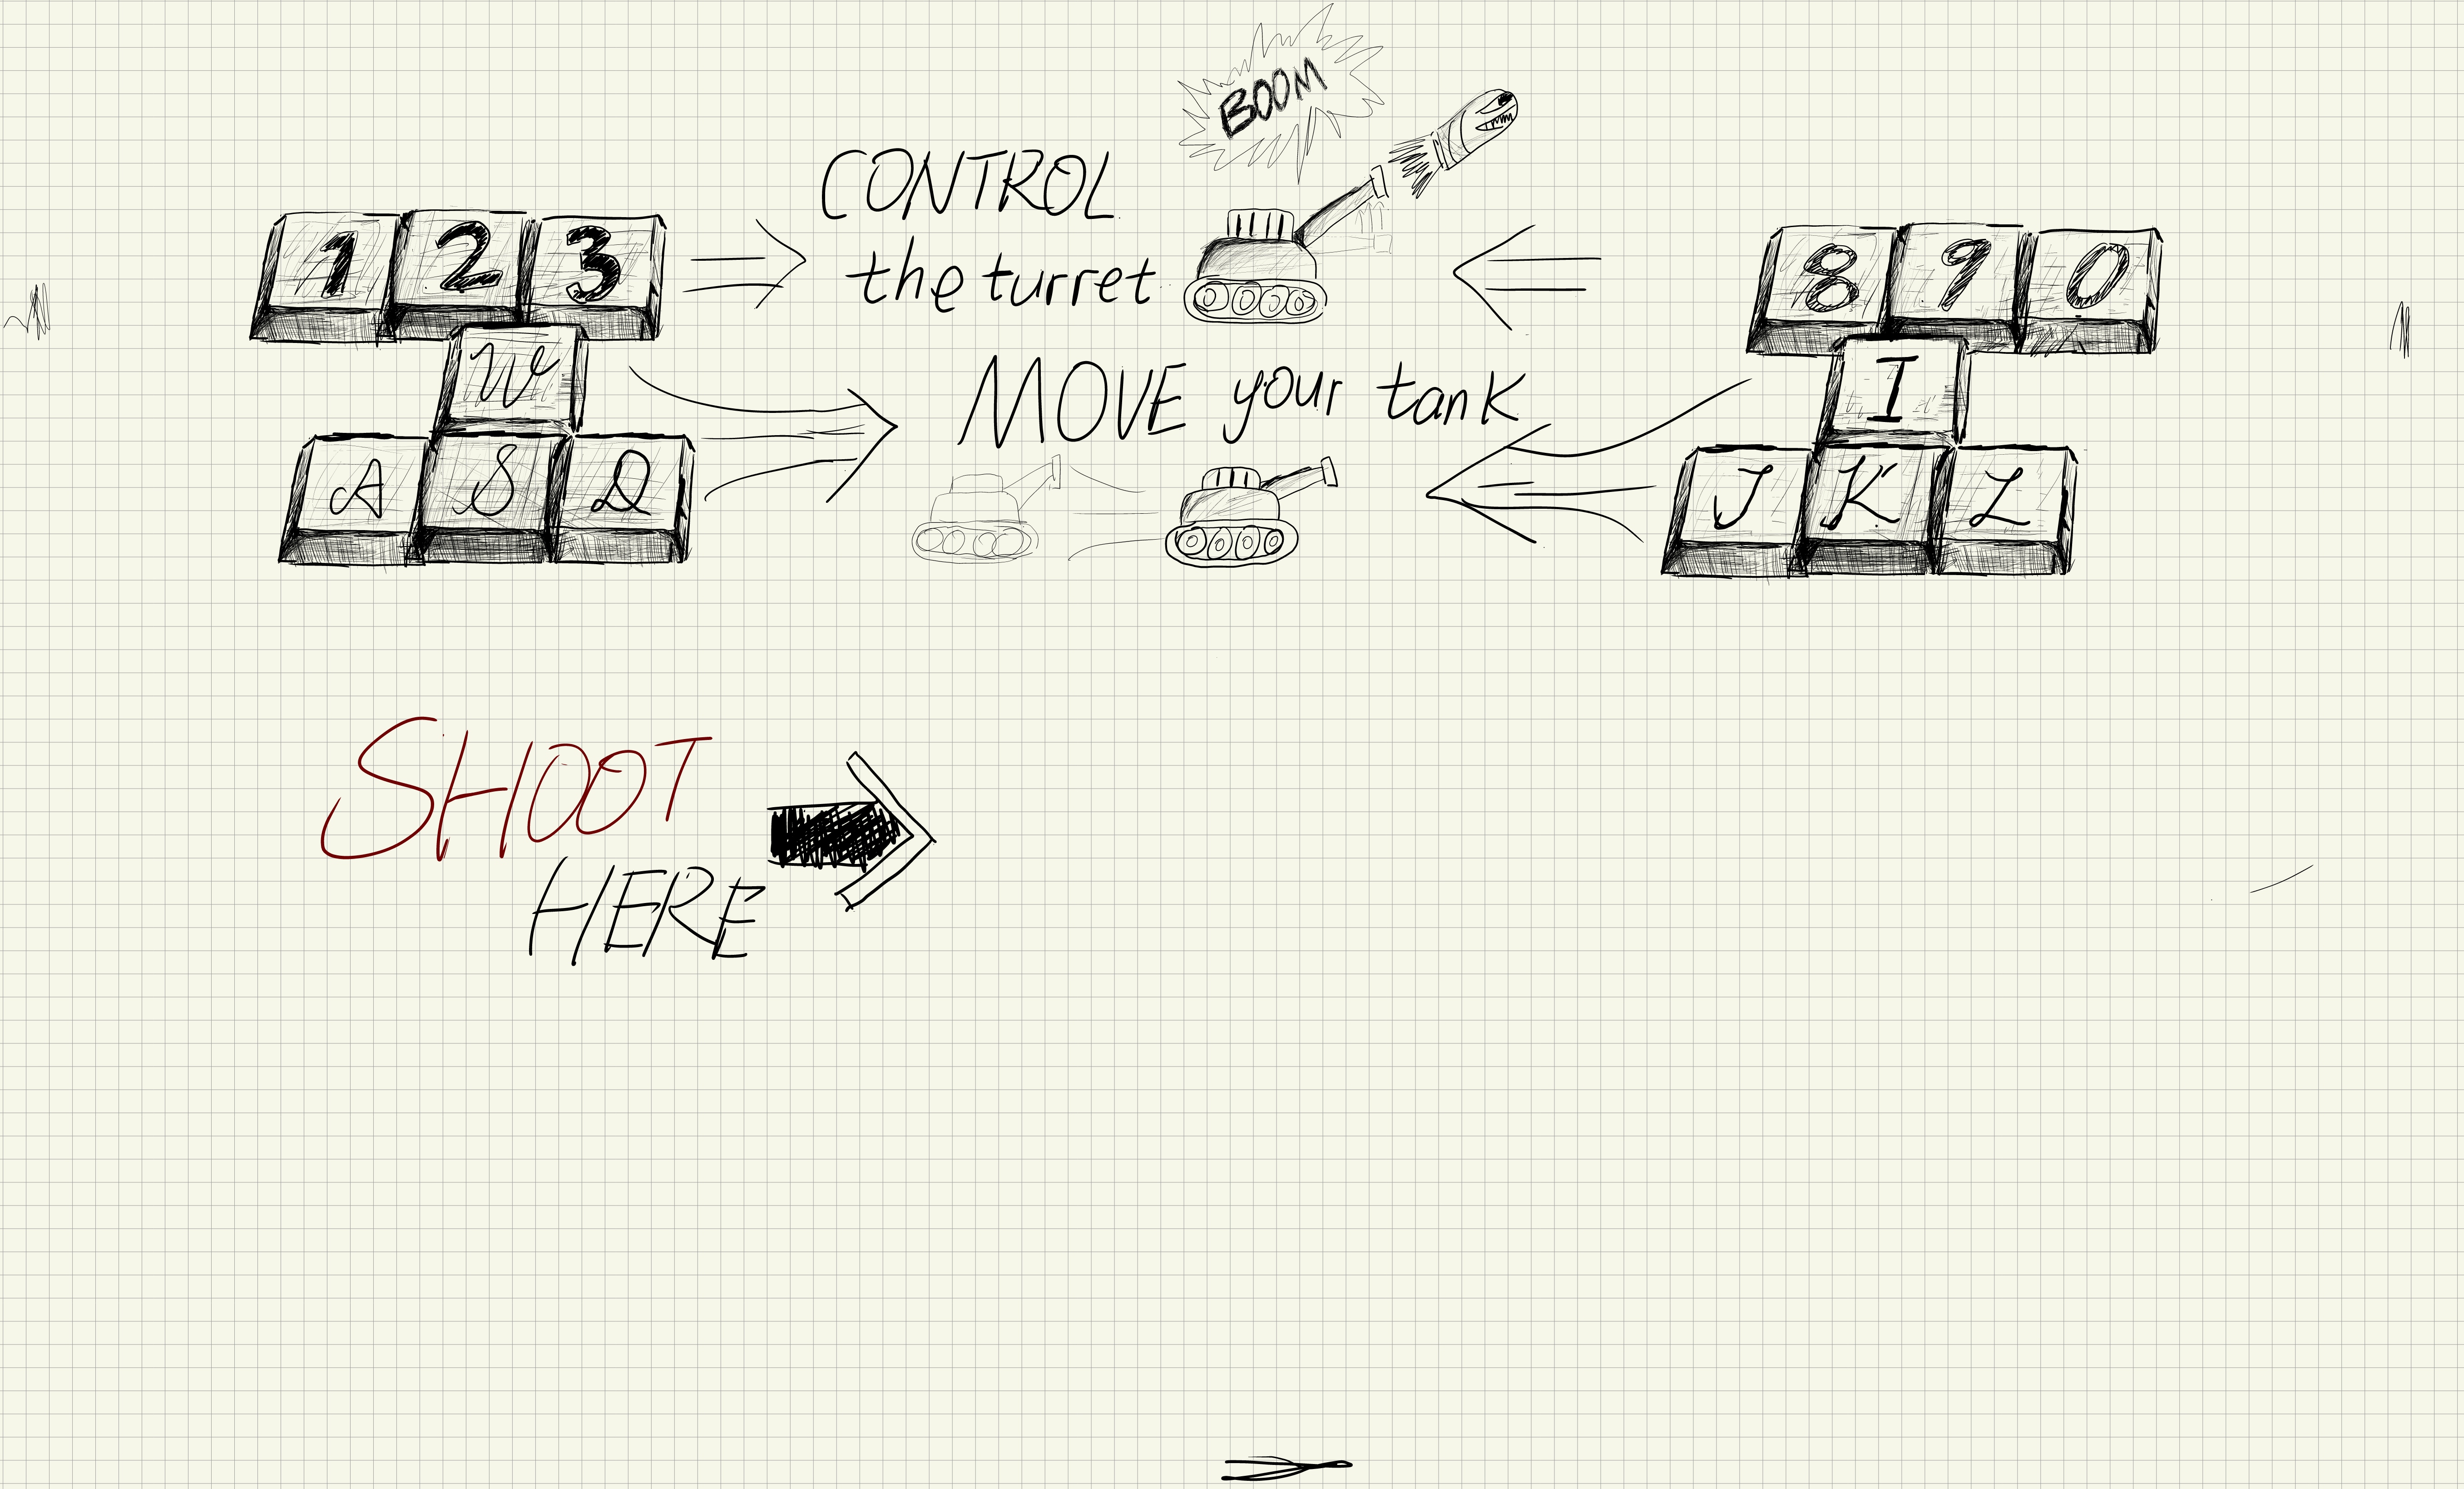 BOOM
CONTROL
the turret
1 2 3
8 9 0
W
I
MOVE your tank
A S D
J K L
SHOOT
HERE